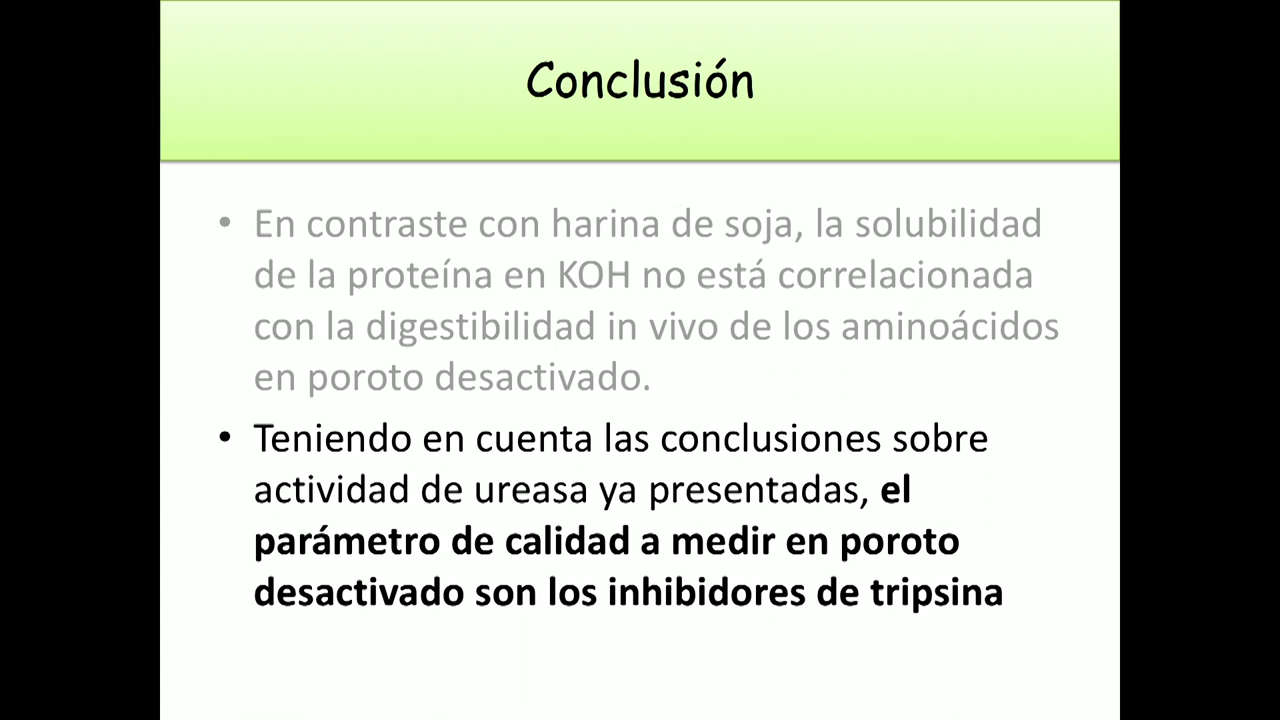 Conclusión
• En contraste con harina de soja, la solubilidad
de la proteína en KOH no está correlacionada
con la digestibilidad in vivo de los aminoácidos
en poroto desactivado.
• Teniendo en cuenta las conclusiones sobre
actividad de ureasa ya presentadas, el
parámetro de calidad a medir en poroto
desactivado son los inhibidores de tripsina